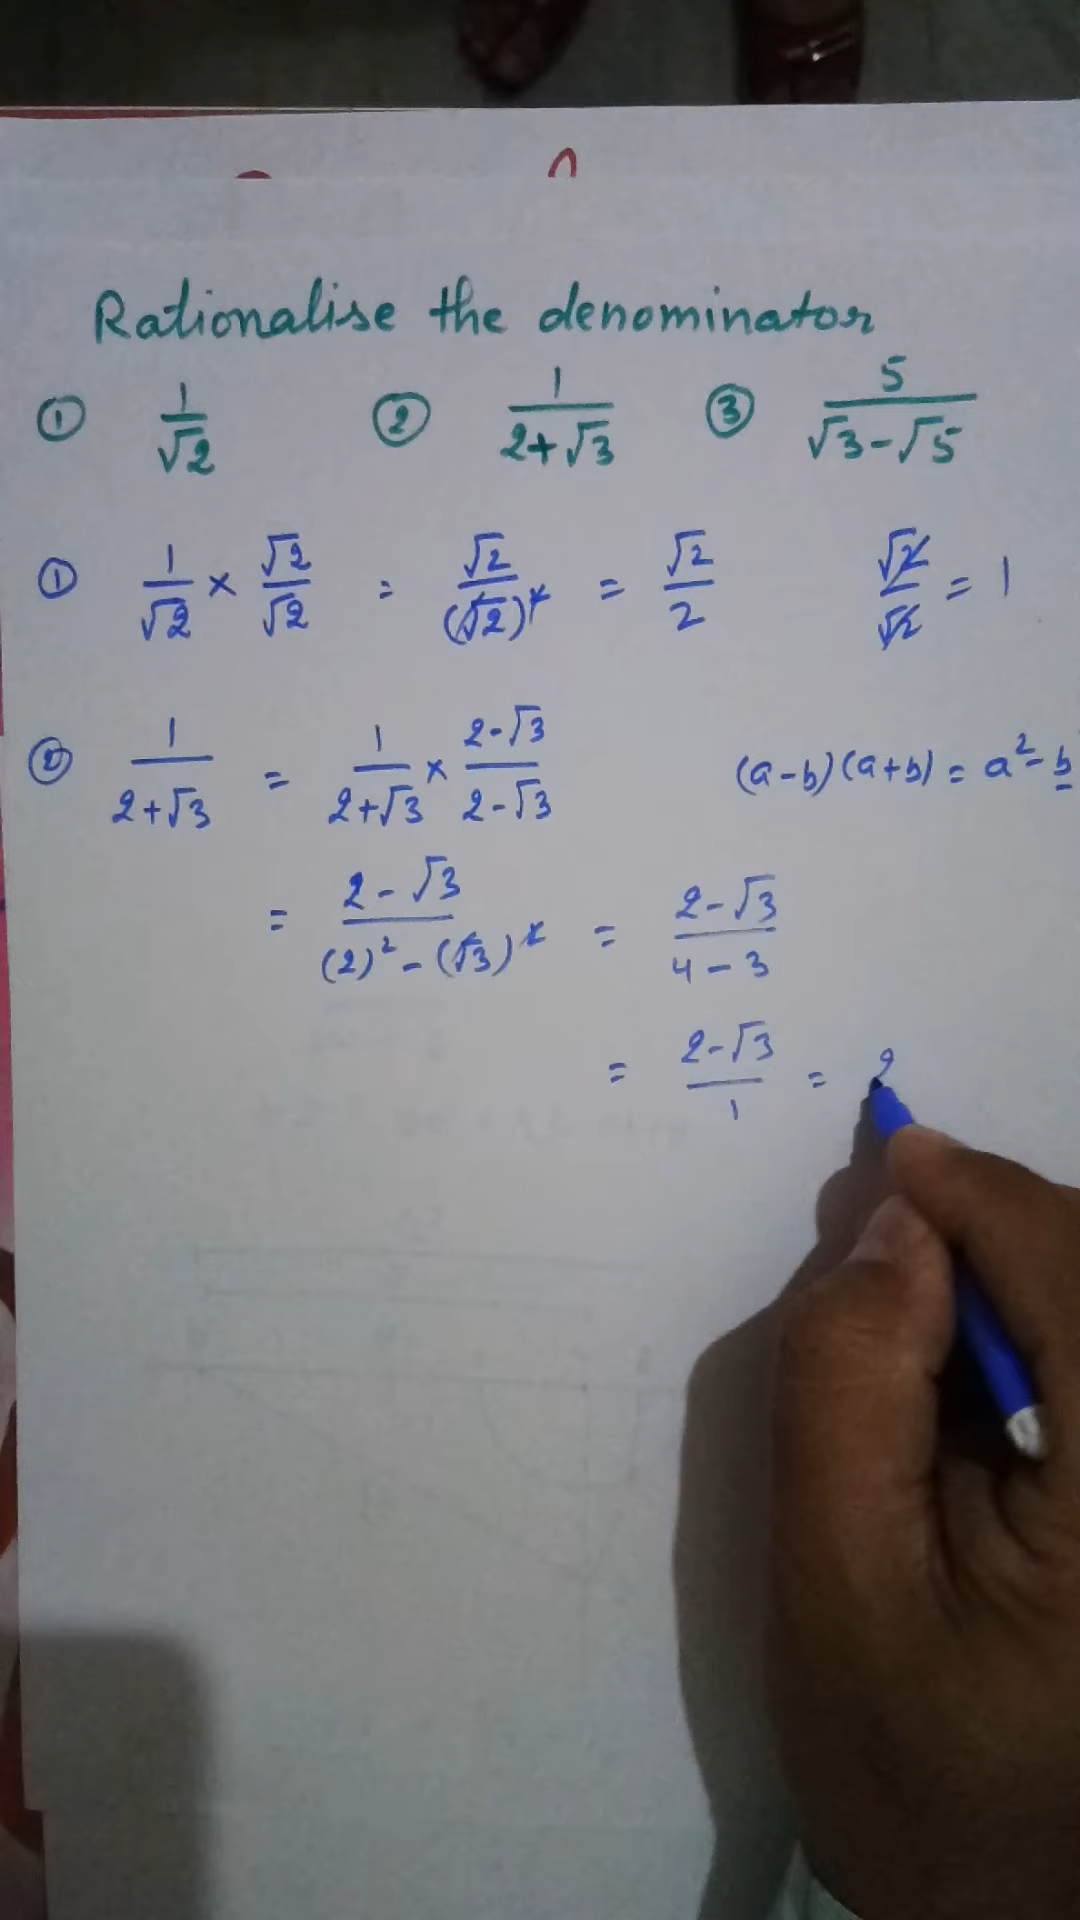 Rationalise the denominator
① 1/√2 ② 1/(2+√3) ③ 5/(√3-√5)
① 1/√2 × √2/√2 = √2/(√2)² = √2/2 √2/√2 = 1
② 1/(2+√3) = 1/(2+√3) × (2-√3)/(2-√3) (a-b)(a+b) = a²-b
= (2-√3)/((2)²-(√3)²) = (2-√3)/(4-3)
= (2-√3)/1 = 2